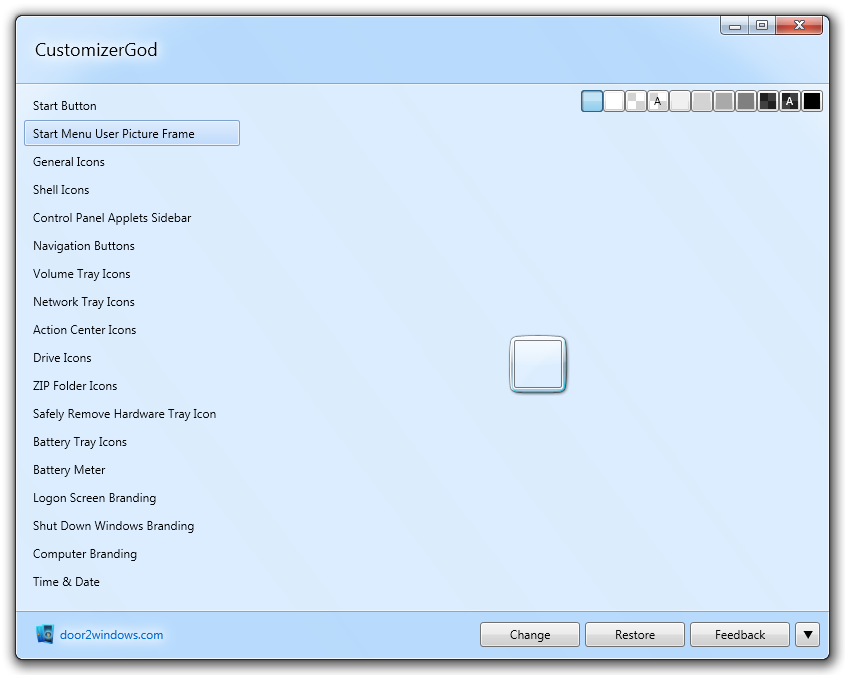 CustomizerGod
A
A
Start Button
Start Menu User Picture Frame
General Icons
Shell Icons
Control Panel Applets Sidebar
Navigation Buttons
Volume Tray Icons
Network Tray Icons
Action Center Icons
Drive Icons
ZIP Folder Icons
Safely Remove Hardware Tray Icon
Battery Tray Icons
Battery Meter
Logon Screen Branding
Shut Down Windows Branding
Computer Branding
Time & Date
door2windows.com
Change
Restore
Feedback